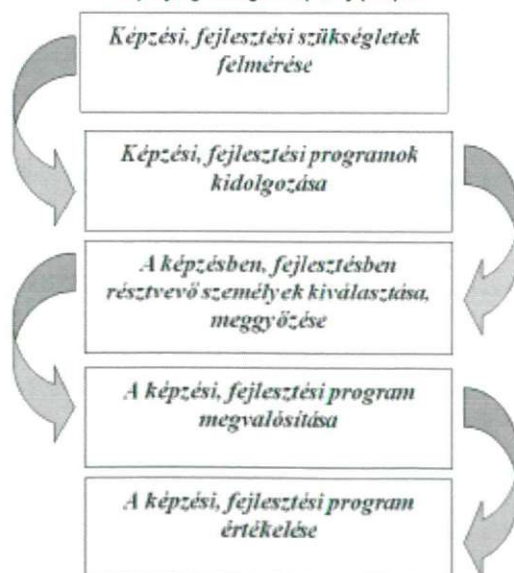 Képzési, fejlesztési szükségletek
felmérése
Képzési, fejlesztési programok
kidolgozása
A képzésben, fejlesztésben
résztvevő személyek kiválasztása,
meggyőzése
A képzési, fejlesztési program
megvalósítása
A képzési, fejlesztési program
értékelése